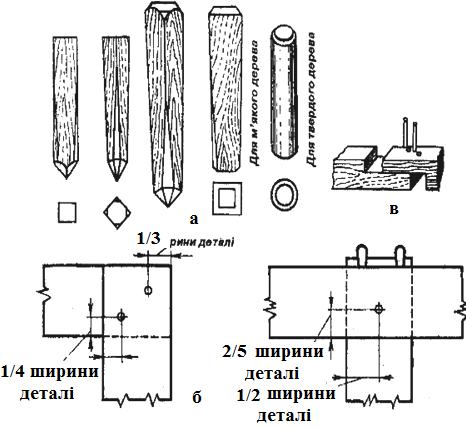 Для м'якого дерева
Для твердого дерева
а
в
1/3 рини деталі
1/4 ширини
деталі
б
2/5 ширини
деталі
1/2 ширини
деталі